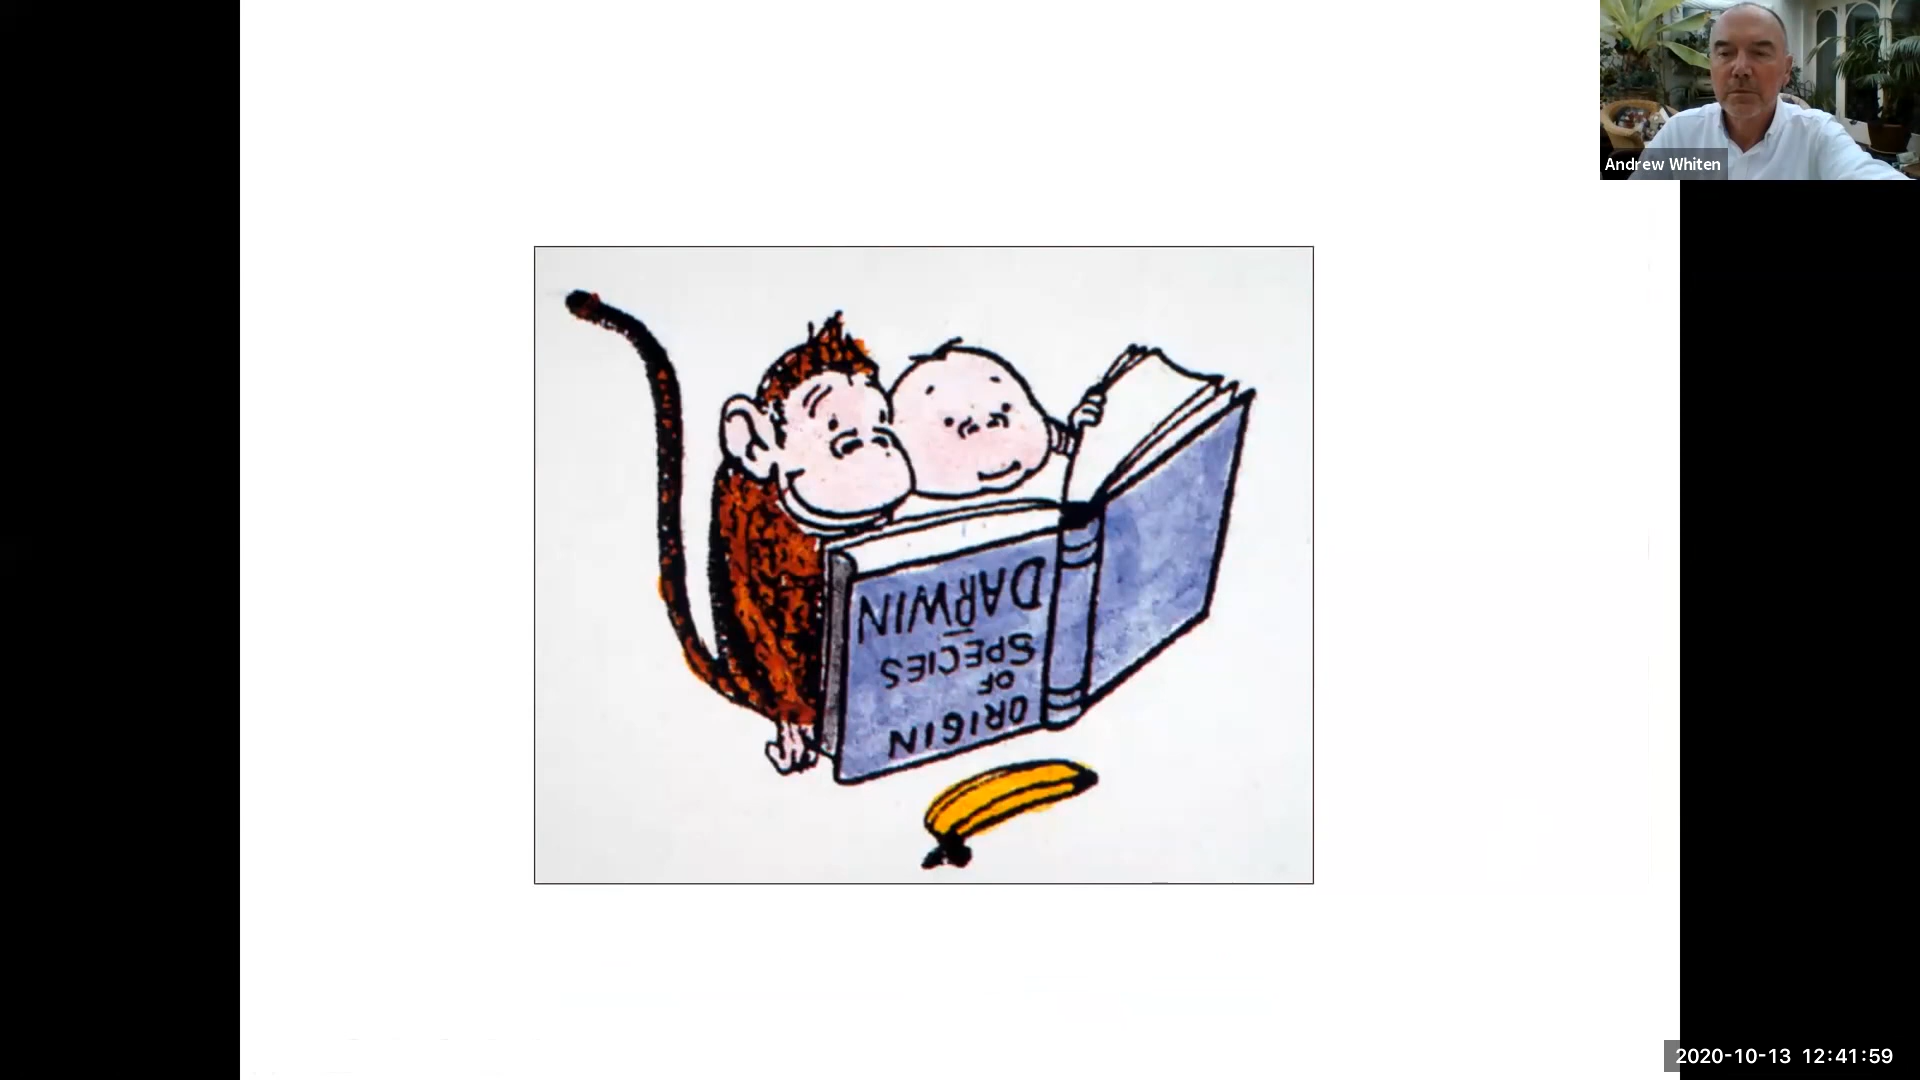 Andrew Whiten
ORIGIN
OF
SPECIES
DARWIN
2020-10-13 12:41:59